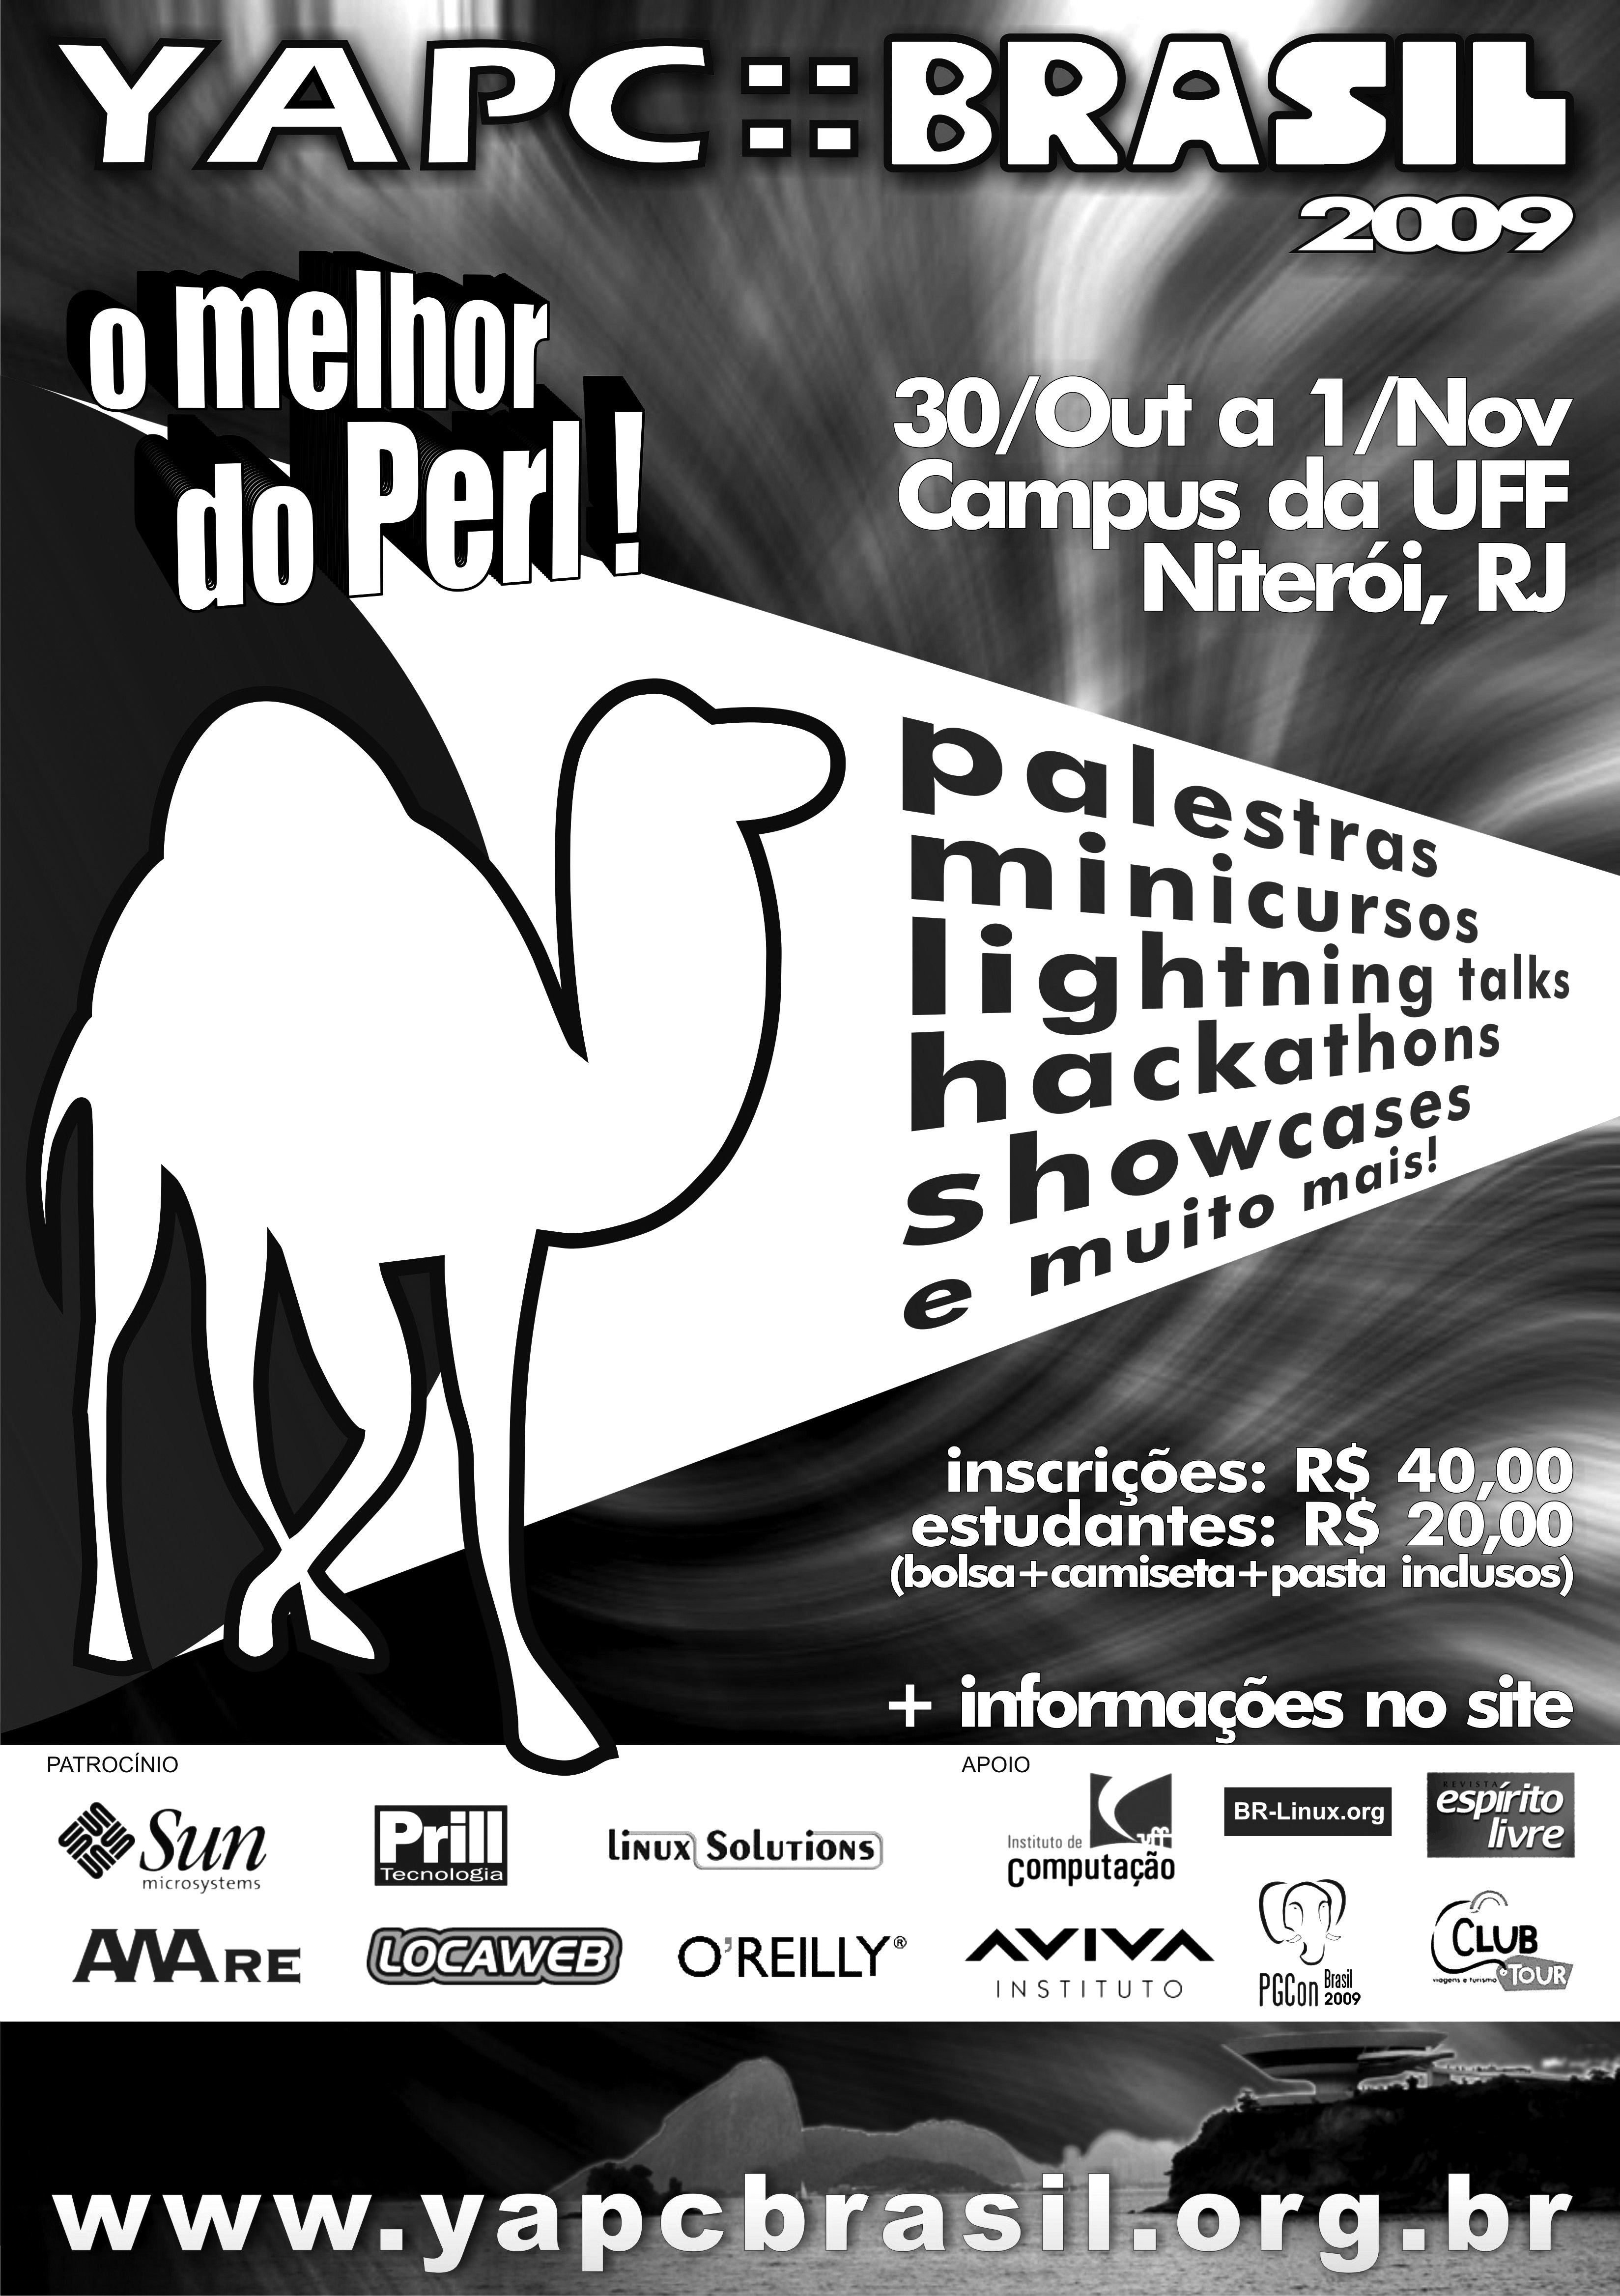 YAPC::BRASIL
2009
o melhor
do Perl!
30/Out a 1/Nov
Campus da UFF
Niterói, RJ
palestras
minicursos
lightning talks
hackathons
showcases
e muito mais!
inscrições: R$ 40,00
estudantes: R$ 20,00
(bolsa+camiseta+pasta inclusos)
+ informações no site
PATROCÍNIO
Sun
microsystems
Prill
Tecnologia
Linux Solutions
AWARE
LOCAWEB
O'REILLY®
APOIO
Instituto de
Computação
uff
BR-Linux.org
REVISTA
espírito
livre
AVIVA
INSTITUTO
PGCon Brasil
2009
CLUB
TOUR
viagens e turismo
www.yapcbrasil.org.br